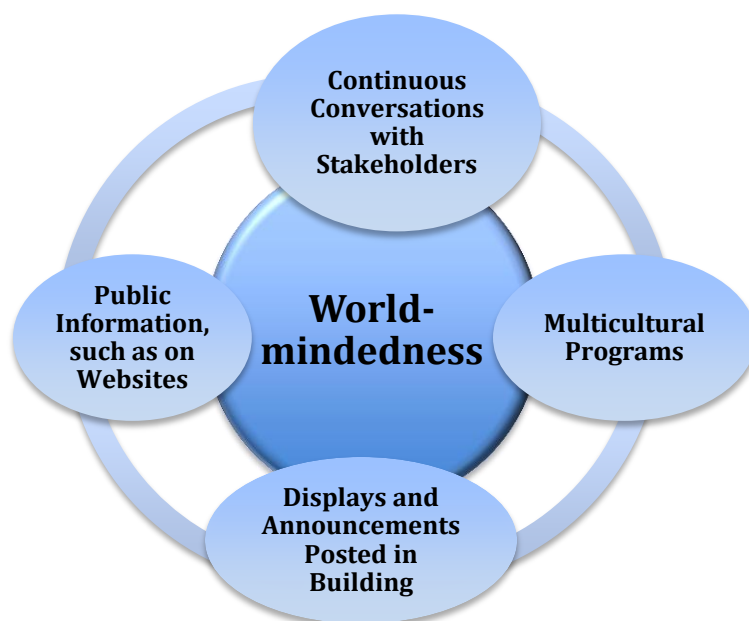 Continuous
Conversations
with
Stakeholders
Public
Information,
such as on
Websites
World-
mindedness
Multicultural
Programs
Displays and
Announcements
Posted in
Building